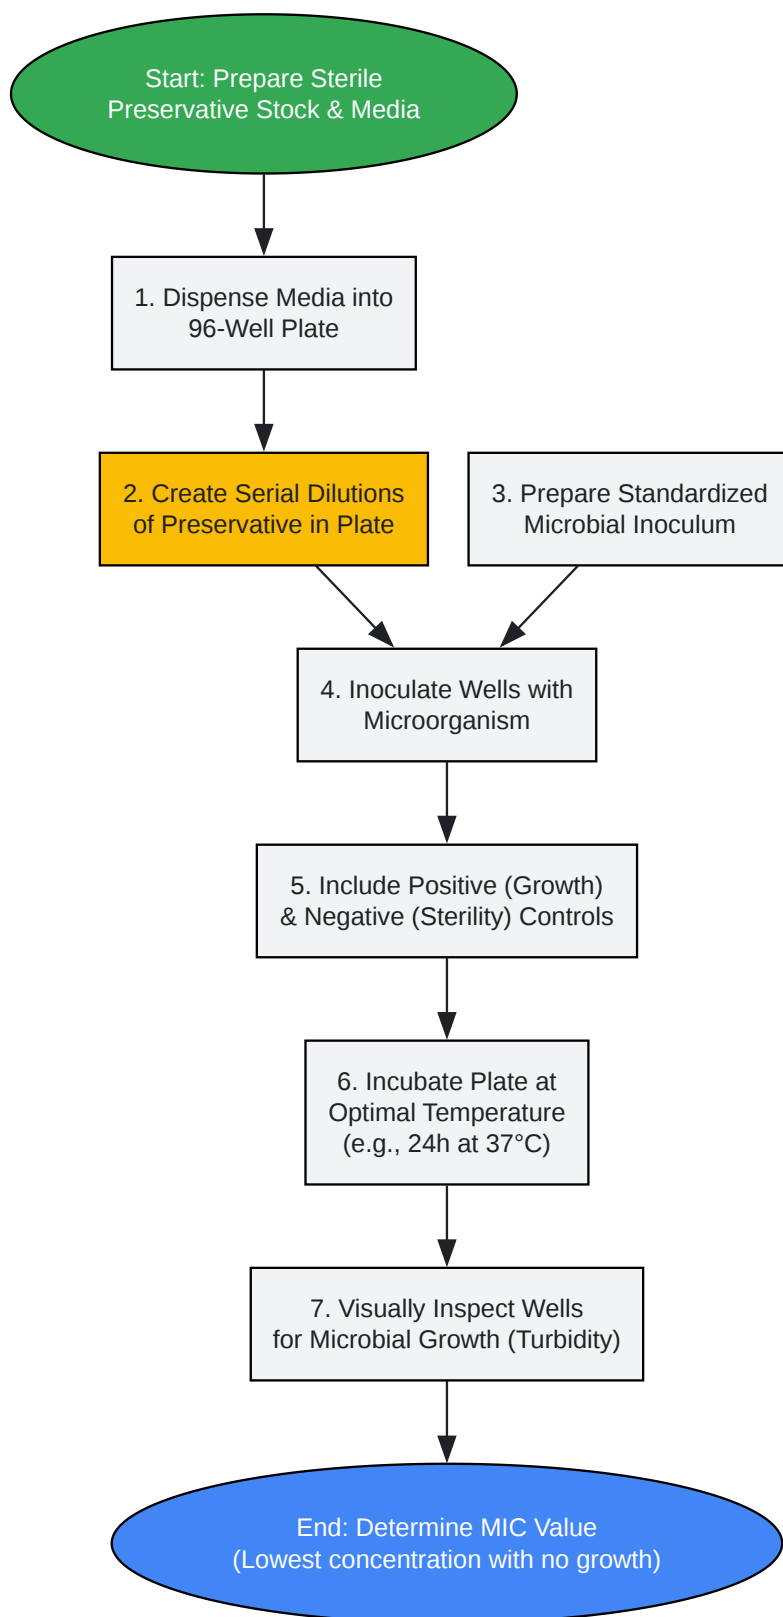 Start: Prepare Sterile
Preservative Stock & Media
1. Dispense Media into
96-Well Plate
2. Create Serial Dilutions
of Preservative in Plate
3. Prepare Standardized
Microbial Inoculum
4. Inoculate Wells with
Microorganism
5. Include Positive (Growth)
& Negative (Sterility) Controls
6. Incubate Plate at
Optimal Temperature
(e.g., 24h at 37°C)
7. Visually Inspect Wells
for Microbial Growth (Turbidity)
End: Determine MIC Value
(Lowest concentration with no growth)